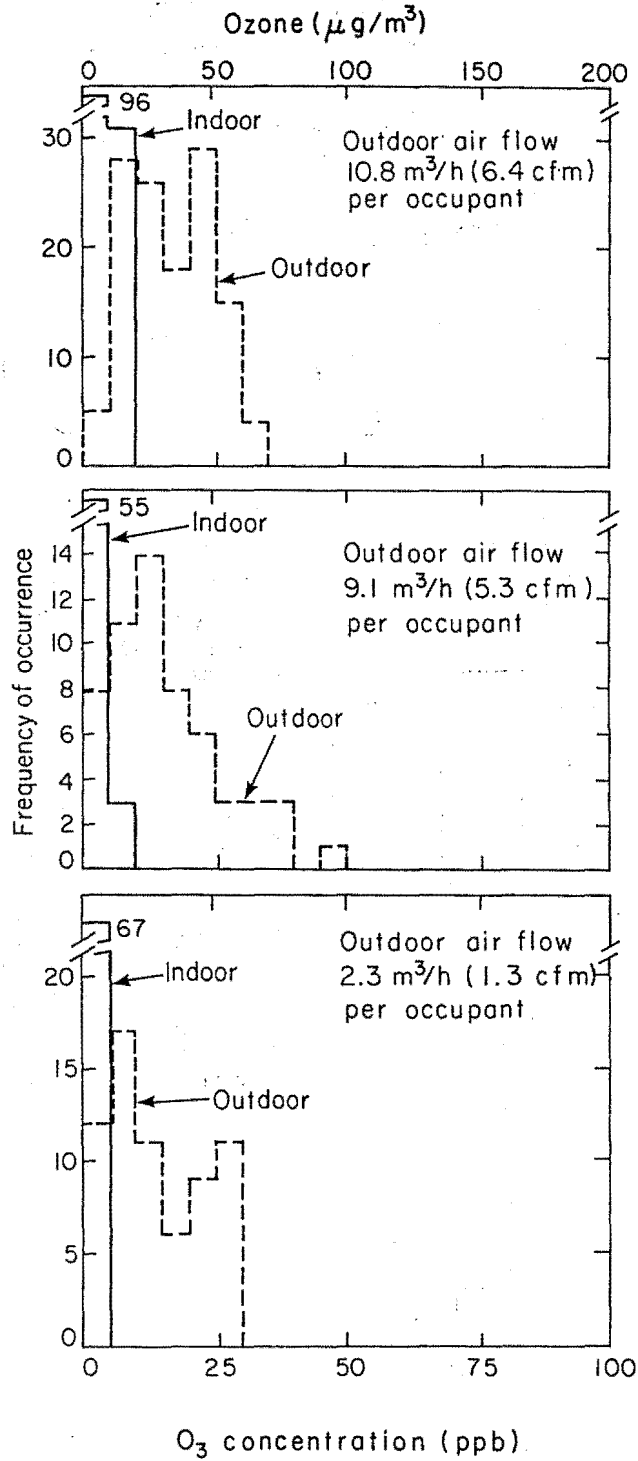 Ozone (μg/m³)
0 50 100 150 200
96
Indoor
30
Outdoor air flow
10.8 m³/h (6.4 cfm)
per occupant
20
Outdoor
10
0
55
Indoor
14
Outdoor air flow
9.1 m³/h (5.3 cfm)
per occupant
12
10
8
Outdoor
6
4
2
0
Frequency of occurrence
67
Outdoor air flow
2.3 m³/h (1.3 cfm)
per occupant
Indoor
20
15
Outdoor
10
5
0
0 25 50 75 100
O₃ concentration (ppb)